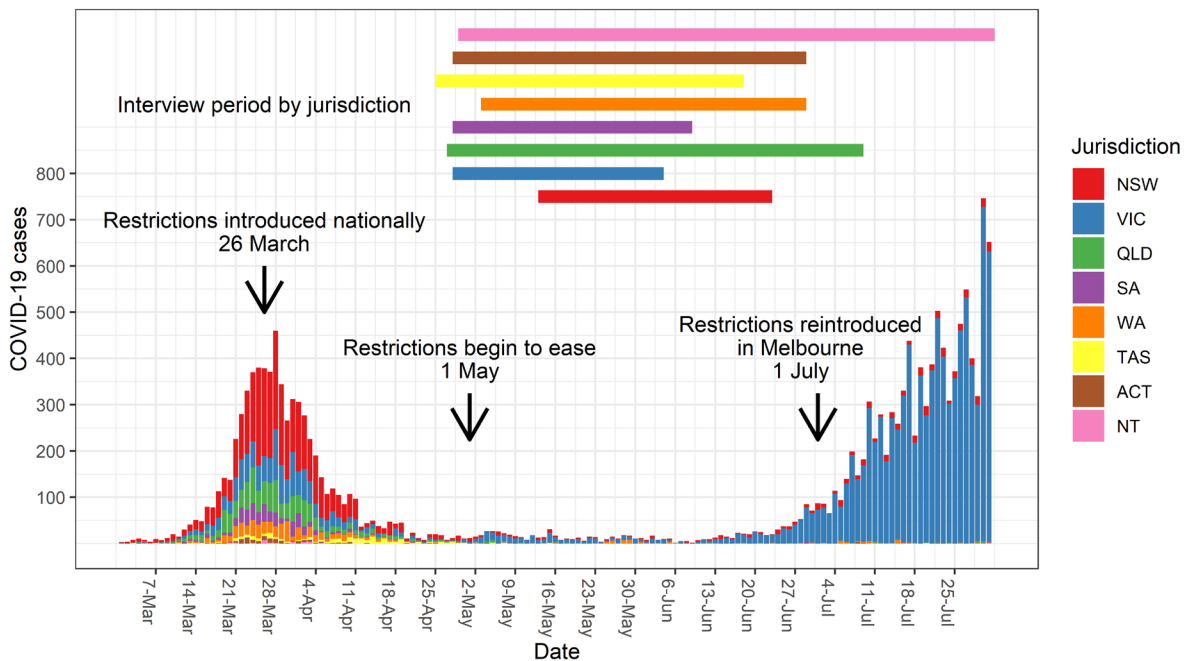 Interview period by jurisdiction
Restrictions introduced nationally
26 March
Restrictions begin to ease
1 May
Restrictions reintroduced
in Melbourne
1 July
COVID-19 cases
800
700
600
500
400
300
200
100
7-Mar
14-Mar
21-Mar
28-Mar
4-Apr
11-Apr
18-Apr
25-Apr
2-May
9-May
16-May
23-May
30-May
6-Jun
13-Jun
20-Jun
27-Jun
4-Jul
11-Jul
18-Jul
25-Jul
Date
Jurisdiction
NSW
VIC
QLD
SA
WA
TAS
ACT
NT